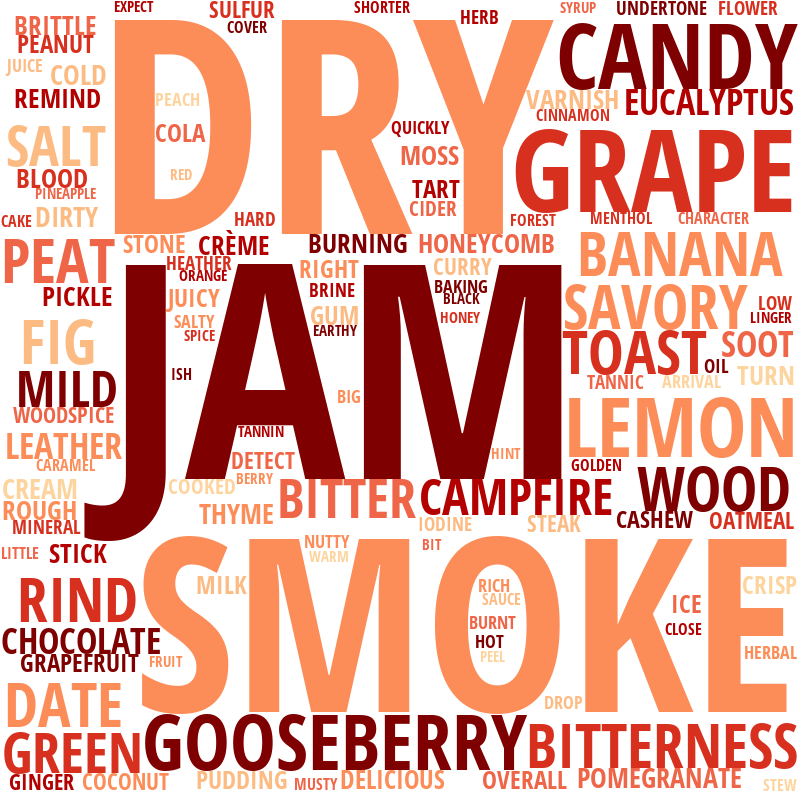 EXPECT
SULFUR
SHORTER
HERB
SYRUP
UNDERTONE
FLOWER
BRITTLE
COVER
PEANUT
DRY
CANDY
JUICE
COLD
REMIND
PEACH
VARNISH
EUCALYPTUS
CINNAMON
SALT
COLA
QUICKLY
MOSS
GRAPE
BLOOD
RED
TART
PINEAPPLE
CIDER
CAKE
DIRTY
HARD
FOREST
MENTHOL
CHARACTER
PEAT
STONE
CRÈME
BURNING
HONEYCOMB
BANANA
HEATHER
ORANGE
RIGHT
CURRY
PICKLE
JUICY
BRINE
BAKING
BLACK
SAVORY
LOW
LINGER
JAM
SALTY
SPICE
GUM
EARTHY
HONEY
FIG
TOAST
SOOT
OIL
MILD
ISH
TANNIC
ARRIVAL
TURN
BIG
WOODSPICE
LEMON
LEATHER
TANNIN
CARAMEL
DETECT
HINT
GOLDEN
CREAM
COOKED
BERRY
BITTER
CAMPFIRE
WOOD
ROUGH
THYME
MINERAL
IODINE
STEAK
CASHEW
OATMEAL
LITTLE
STICK
NUTTY
WARM
BIT
SMOKE
RIND
MILK
RICH
SAUCE
ICE
CRISP
CHOCOLATE
BURNT
HOT
CLOSE
GRAPEFRUIT
FRUIT
PEEL
HERBAL
DATE
DROP
GREEN
GOOSEBERRY
BITTERNESS
GINGER
COCONUT
PUDDING
MUSTY
DELICIOUS
OVERALL
POMEGRANATE
STEW